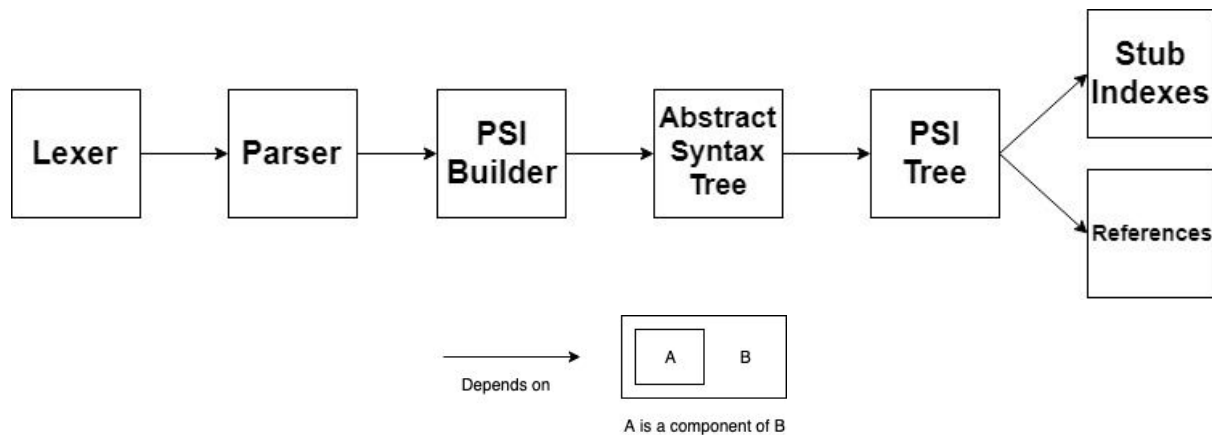 Lexer
Parser
PSI
Builder
Abstract
Syntax
Tree
PSI
Tree
Stub
Indexes
References
Depends on
A
B
A is a component of B